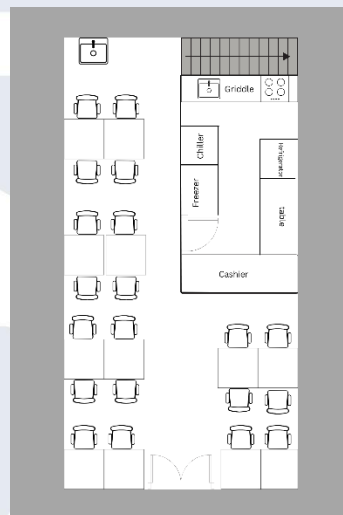 Griddle
Chiller
Refrigerator
Freezer
table
Cashier